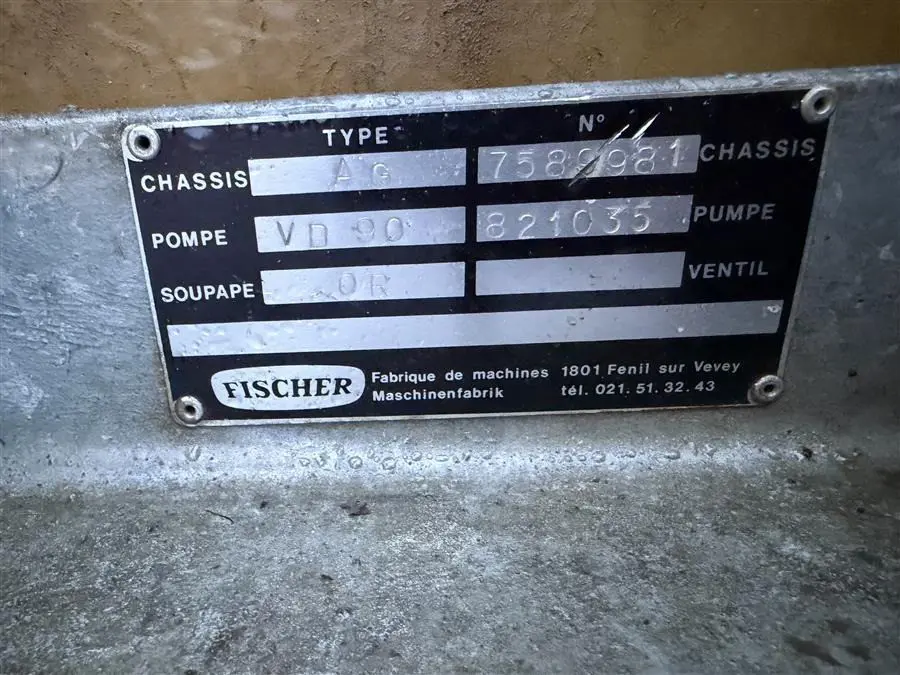 TYPE N°
CHASSIS AG 7589981 CHASSIS
POMPE VD 90 821035 PUMPE
SOUPAPE OR VENTIL
FISCHER Fabrique de machines 1801 Fenil sur Vevey
Maschinenfabrik tél. 021. 51. 32. 43